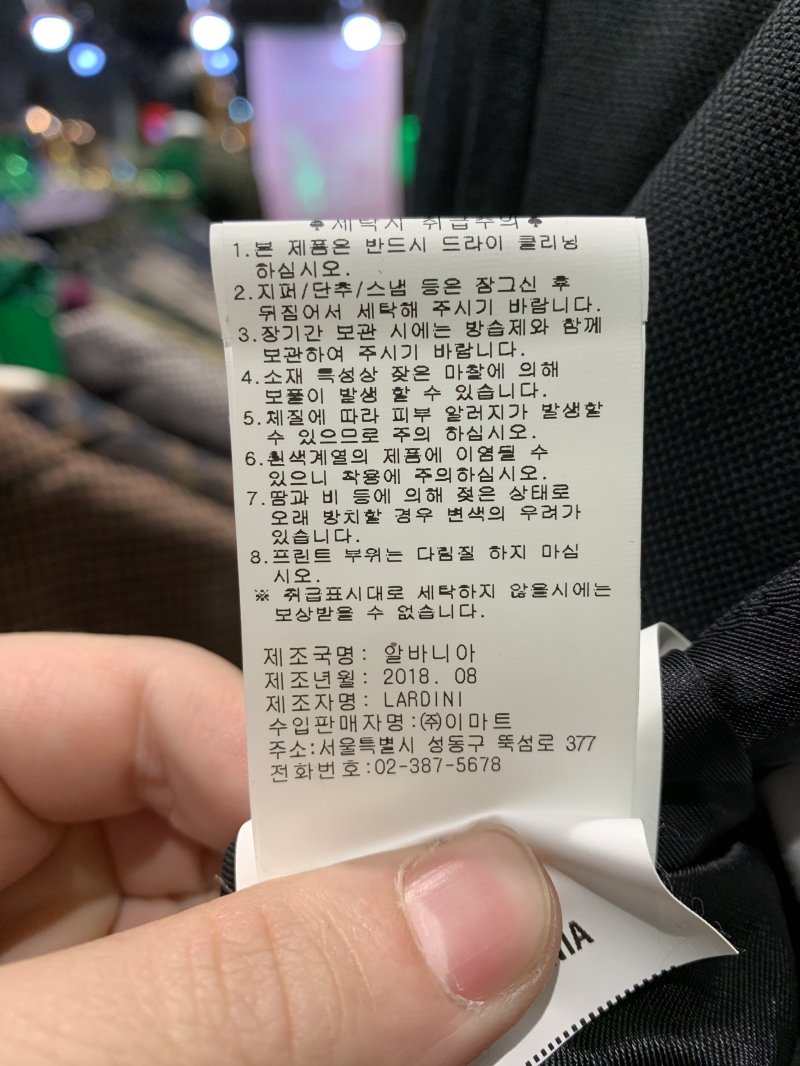 ♠세탁시 취급주의♠
1.본 제품은 반드시 드라이 클리닝
하십시오.
2.지퍼/단추/스냅 등은 잠그신 후
뒤집어서 세탁해 주시기 바랍니다.
3.장기간 보관 시에는 방습제와 함께
보관하여 주시기 바랍니다.
4.소재 특성상 잦은 마찰에 의해
보풀이 발생 할 수 있습니다.
5.체질에 따라 피부 알러지가 발생할
수 있으므로 주의 하십시오.
6.흰색계열의 제품에 이염될 수
있으니 착용에 주의하십시오.
7.땀과 비 등에 의해 젖은 상태로
오래 방치할 경우 변색의 우려가
있습니다.
8.프린트 부위는 다림질 하지 마십
시오.
※ 취급표시대로 세탁하지 않을시에는
보상받을 수 없습니다.
제조국명: 알바니아
제조년월: 2018. 08
제조자명: LARDINI
수입판매자명:㈜이마트
주소:서울특별시 성동구 뚝섬로 377
전화번호:02-387-5678